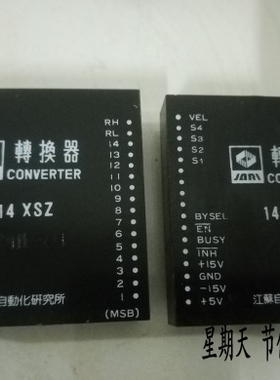 轉換器
CONVERTER
14 XSZ
自動化研究所
RH
RL
14
13
12
11
10
9
8
7
6
5
4
3
2
1
(MSB)
VEL
S4
S3
S2
S1
BYSEL
EN
BUSY
INH
+15V
GND
-15V
+5V
JARI
轉
CO
14
江蘇自
星期天 节